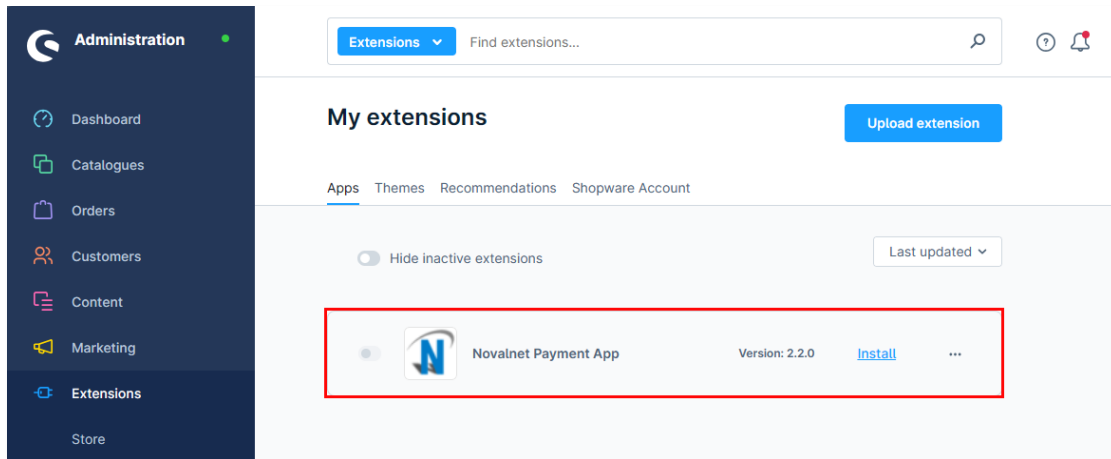 Administration
Dashboard
Catalogues
Orders
Customers
Content
Marketing
Extensions
Store
Extensions
Find extensions...
My extensions
Upload extension
Apps Themes Recommendations Shopware Account
Hide inactive extensions
Last updated
N
Novalnet Payment App
Version: 2.2.0
Install
...